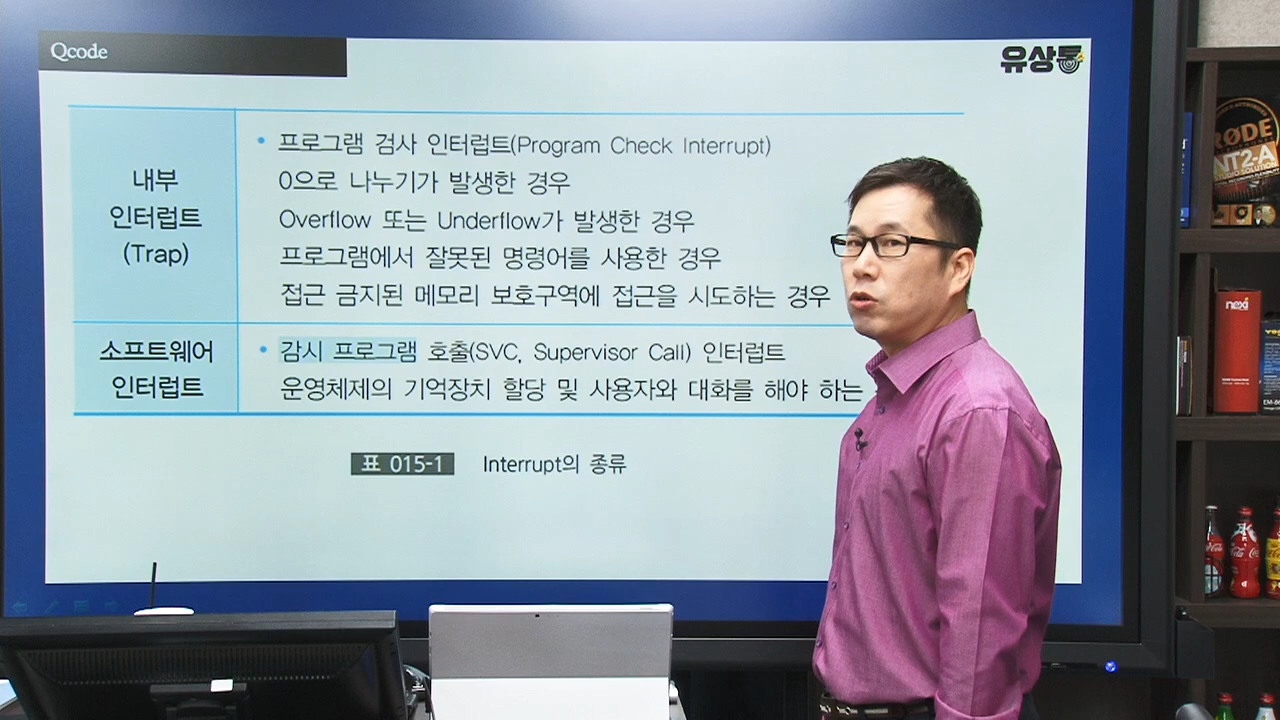 Qcode
유상통
내부
인터럽트
(Trap)
• 프로그램 검사 인터럽트(Program Check Interrupt)
0으로 나누기가 발생한 경우
Overflow 또는 Underflow가 발생한 경우
프로그램에서 잘못된 명령어를 사용한 경우
접근 금지된 메모리 보호구역에 접근을 시도하는 경우
소프트웨어
인터럽트
• 감시 프로그램 호출(SVC, Supervisor Call) 인터럽트
운영체제의 기억장치 할당 및 사용자와 대화를 해야 하는
표 015-1 Interrupt의 종류
RØDE
NT2-A
STUDIO SOLUTION
nexi
Coca-Cola